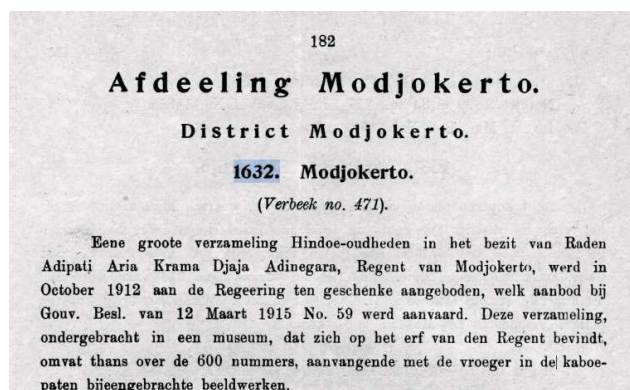 182
Afdeeling Modjokerto.
District Modjokerto.
1632. Modjokerto.
(Verbeek no. 471).
Eene groote verzameling Hindoe-oudheden in het bezit van Raden
Adipati Aria Krama Djaja Adinegara, Regent van Modjokerto, werd in
October 1912 aan de Regeering ten geschenke aangeboden, welk aanbod bij
Gouv. Besl. van 12 Maart 1915 No. 59 werd aanvaard. Deze verzameling,
ondergebracht in een museum, dat zich op het erf van den Regent bevindt,
omvat thans over de 600 nummers, aanvangende met de vroeger in de kaboe-
paten bijeengebrachte beeldwerken.